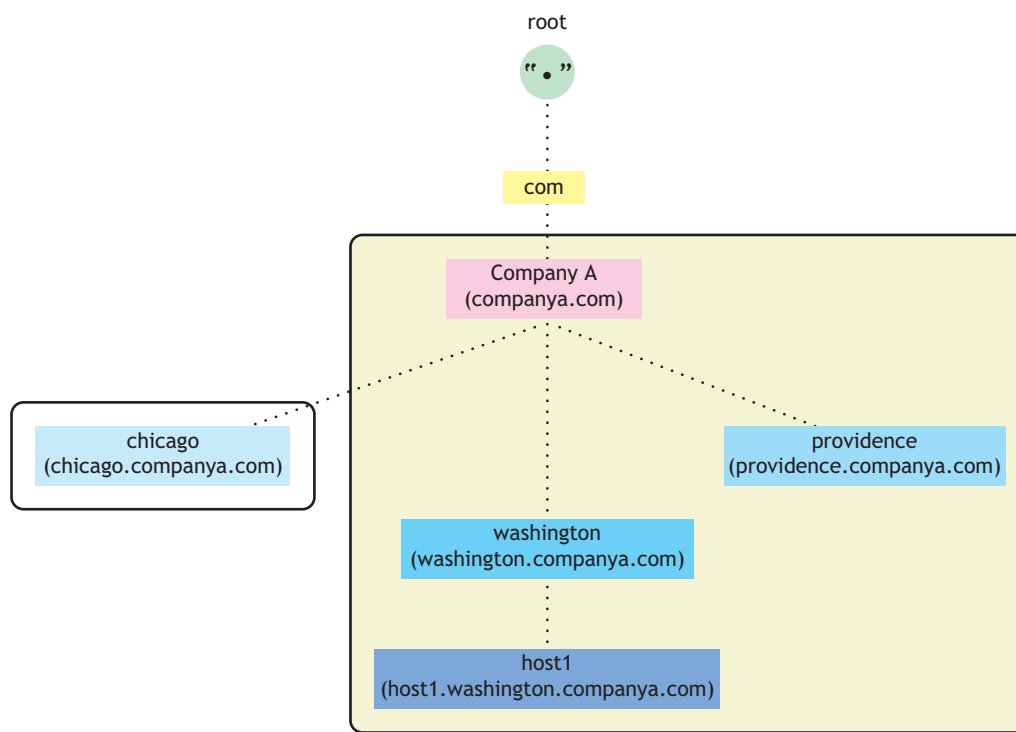 root
“.”
com
Company A
(companya.com)
chicago
(chicago.companya.com)
providence
(providence.companya.com)
washington
(washington.companya.com)
host1
(host1.washington.companya.com)